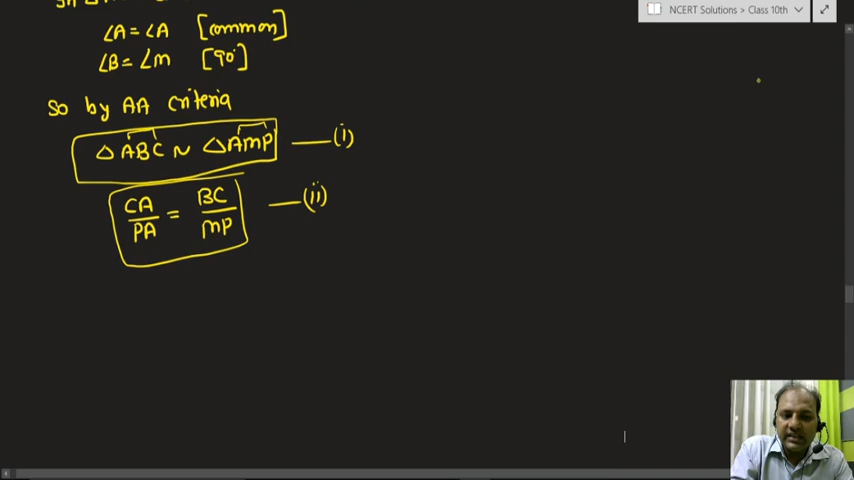 NCERT Solutions > Class 10th
∠A = ∠A [common]
∠B = ∠M [90°]
So by AA criteria
△ABC ~ △AMP —(i)
CA/PA = BC/MP —(ii)